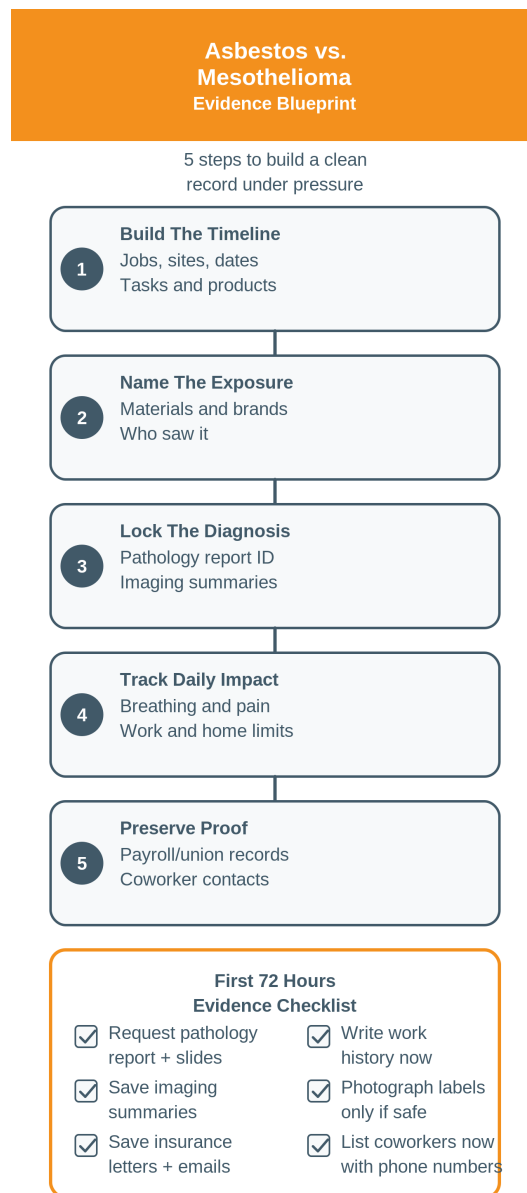 Asbestos vs.
Mesothelioma
Evidence Blueprint
5 steps to build a clean
record under pressure
1
Build The Timeline
Jobs, sites, dates
Tasks and products
2
Name The Exposure
Materials and brands
Who saw it
3
Lock The Diagnosis
Pathology report ID
Imaging summaries
4
Track Daily Impact
Breathing and pain
Work and home limits
5
Preserve Proof
Payroll/union records
Coworker contacts
First 72 Hours
Evidence Checklist
Request pathology
report + slides
Save imaging
summaries
Save insurance
letters + emails
Write work
history now
Photograph labels
only if safe
List coworkers now
with phone numbers